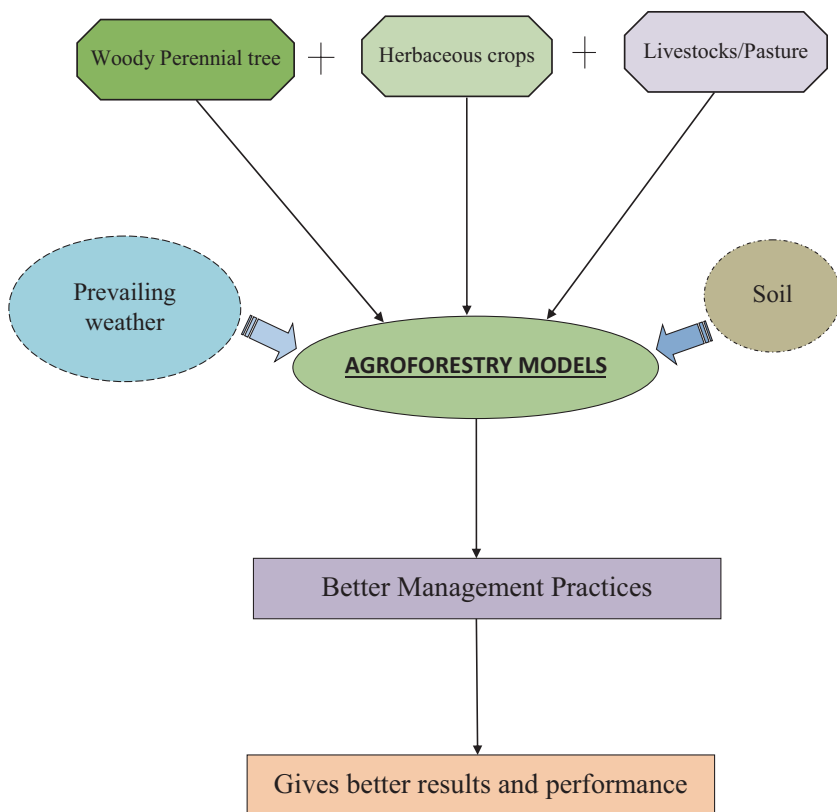 Woody Perennial tree + Herbaceous crops + Livestocks/Pasture
Prevailing
weather
Soil
AGROFORESTRY MODELS
Better Management Practices
Gives better results and performance